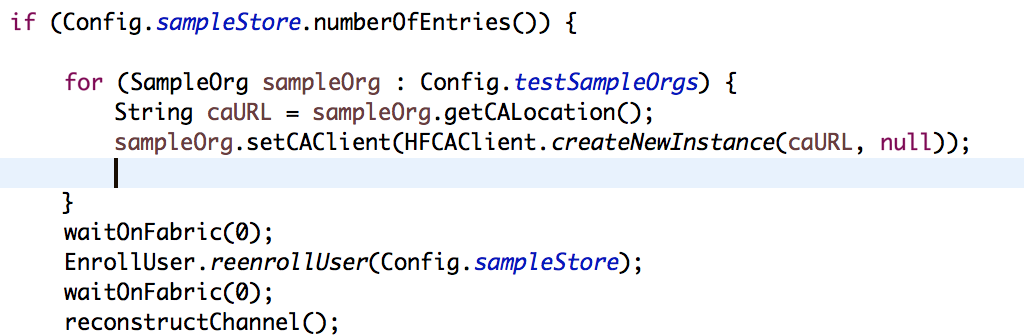 if (Config.sampleStore.numberOfEntries()) {
for (SampleOrg sampleOrg : Config.testSampleOrgs) {
String caURL = sampleOrg.getCALocation();
sampleOrg.setCAClient(HFCAClient.createNewInstance(caURL, null));
}
waitOnFabric(0);
EnrollUser.reenrollUser(Config.sampleStore);
waitOnFabric(0);
reconstructChannel();